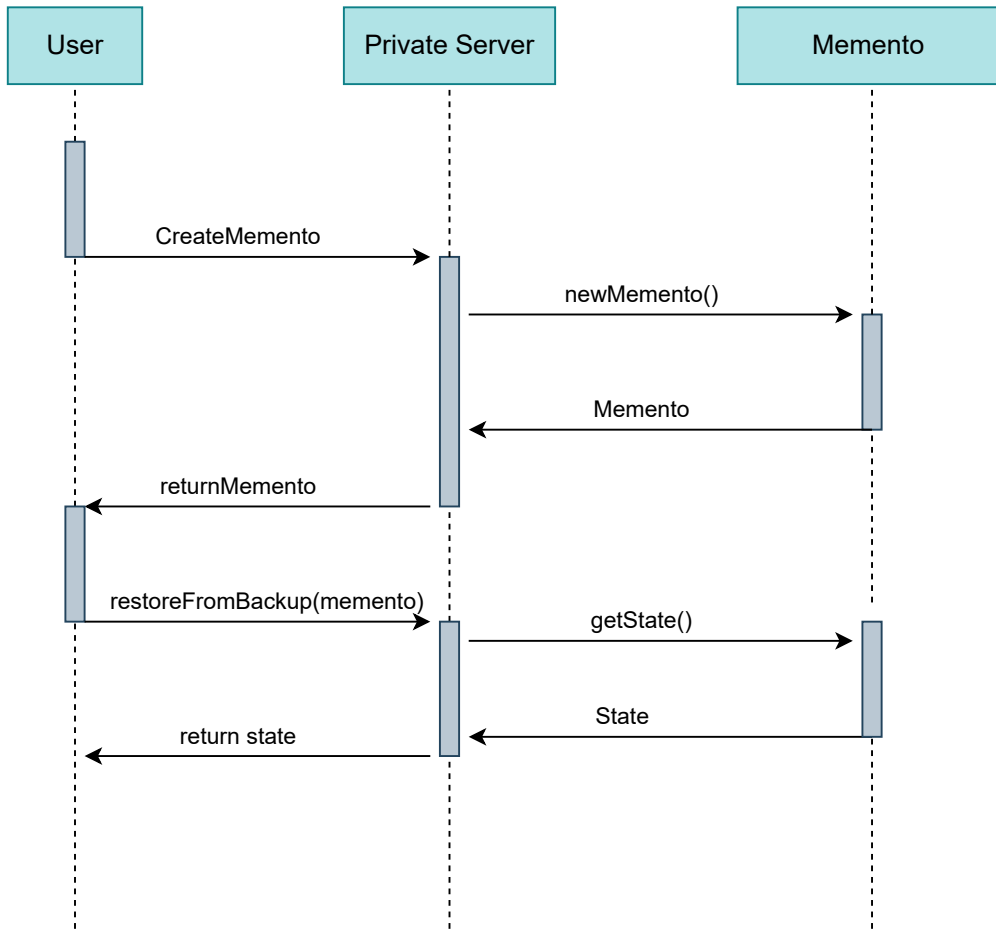 User
Private Server
Memento
CreateMemento
newMemento()
Memento
returnMemento
restoreFromBackup(memento)
getState()
State
return state